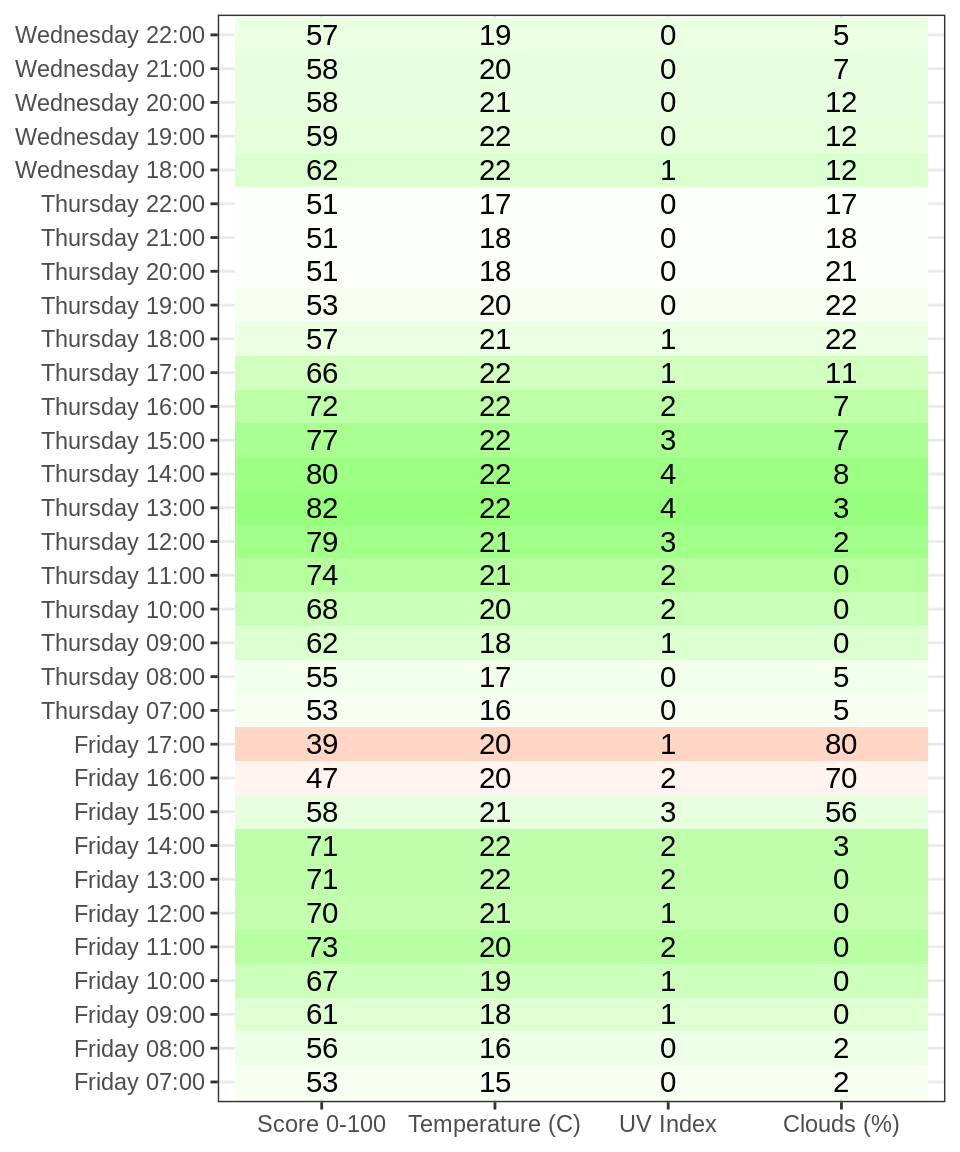 Wednesday 22:00 57 19 0 5
Wednesday 21:00 58 20 0 7
Wednesday 20:00 58 21 0 12
Wednesday 19:00 59 22 0 12
Wednesday 18:00 62 22 1 12
Thursday 22:00 51 17 0 17
Thursday 21:00 51 18 0 18
Thursday 20:00 51 18 0 21
Thursday 19:00 53 20 0 22
Thursday 18:00 57 21 1 22
Thursday 17:00 66 22 1 11
Thursday 16:00 72 22 2 7
Thursday 15:00 77 22 3 7
Thursday 14:00 80 22 4 8
Thursday 13:00 82 22 4 3
Thursday 12:00 79 21 3 2
Thursday 11:00 74 21 2 0
Thursday 10:00 68 20 2 0
Thursday 09:00 62 18 1 0
Thursday 08:00 55 17 0 5
Thursday 07:00 53 16 0 5
Friday 17:00 39 20 1 80
Friday 16:00 47 20 2 70
Friday 15:00 58 21 3 56
Friday 14:00 71 22 2 3
Friday 13:00 71 22 2 0
Friday 12:00 70 21 1 0
Friday 11:00 73 20 2 0
Friday 10:00 67 19 1 0
Friday 09:00 61 18 1 0
Friday 08:00 56 16 0 2
Friday 07:00 53 15 0 2
Score 0-100 Temperature (C) UV Index Clouds (%)